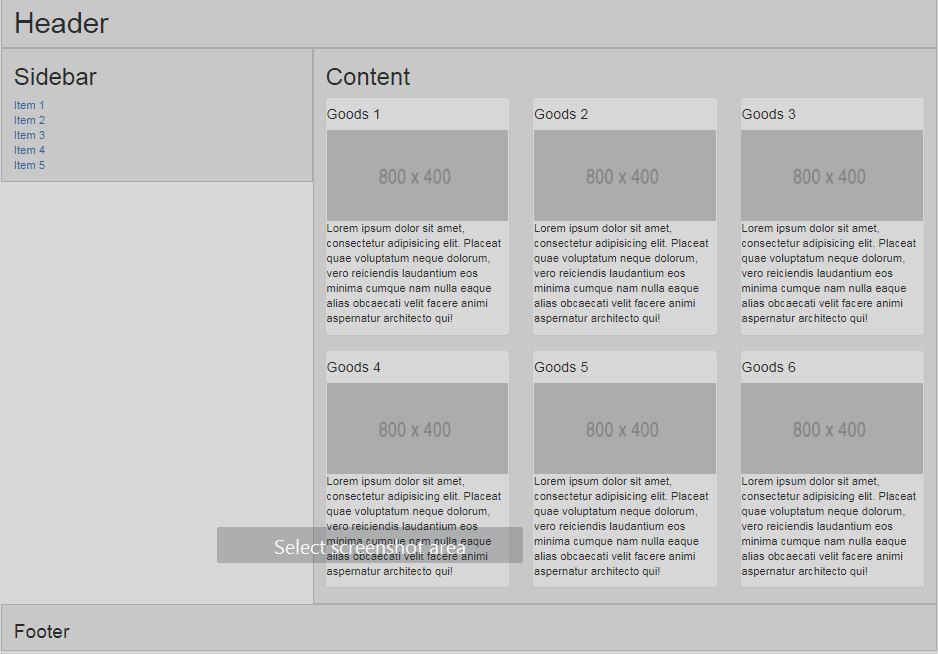 Header
Sidebar
Item 1
Item 2
Item 3
Item 4
Item 5
Content
Goods 1
800 x 400
Lorem ipsum dolor sit amet,
consectetur adipisicing elit. Placeat
quae voluptatum neque dolorum,
vero reiciendis laudantium eos
minima cumque nam nulla eaque
alias obcaecati velit facere animi
aspernatur architecto qui!
Goods 2
800 x 400
Lorem ipsum dolor sit amet,
consectetur adipisicing elit. Placeat
quae voluptatum neque dolorum,
vero reiciendis laudantium eos
minima cumque nam nulla eaque
alias obcaecati velit facere animi
aspernatur architecto qui!
Goods 3
800 x 400
Lorem ipsum dolor sit amet,
consectetur adipisicing elit. Placeat
quae voluptatum neque dolorum,
vero reiciendis laudantium eos
minima cumque nam nulla eaque
alias obcaecati velit facere animi
aspernatur architecto qui!
Goods 4
800 x 400
Lorem ipsum dolor sit amet,
consectetur adipisicing elit. Placeat
quae voluptatum neque dolorum,
vero reiciendis laudantium eos
minima cumque nam nulla eaque
alias obcaecati velit facere animi
aspernatur architecto qui!
Goods 5
800 x 400
Lorem ipsum dolor sit amet,
consectetur adipisicing elit. Placeat
quae voluptatum neque dolorum,
vero reiciendis laudantium eos
minima cumque nam nulla eaque
alias obcaecati velit facere animi
aspernatur architecto qui!
Goods 6
800 x 400
Lorem ipsum dolor sit amet,
consectetur adipisicing elit. Placeat
quae voluptatum neque dolorum,
vero reiciendis laudantium eos
minima cumque nam nulla eaque
alias obcaecati velit facere animi
aspernatur architecto qui!
Select screenshot area
Footer